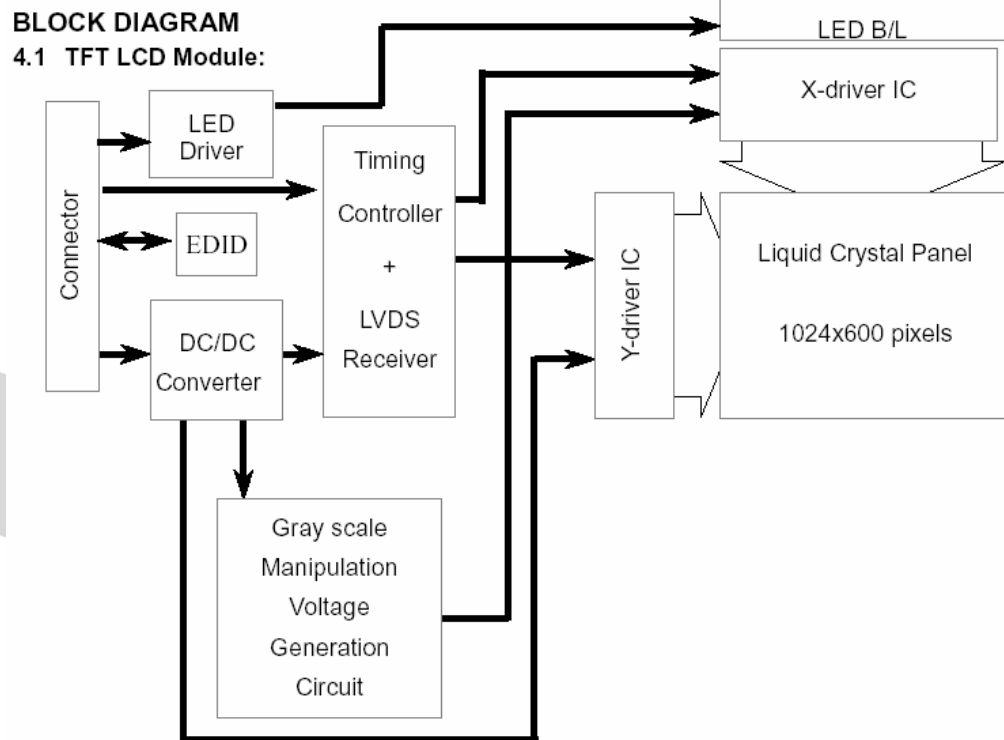 BLOCK DIAGRAM
4.1 TFT LCD Module:
LED B/L
X-driver IC
LED
Driver
Timing
Controller
+
LVDS
Receiver
Connector
EDID
DC/DC
Converter
Y-driver IC
Liquid Crystal Panel
1024x600 pixels
Gray scale
Manipulation
Voltage
Generation
Circuit